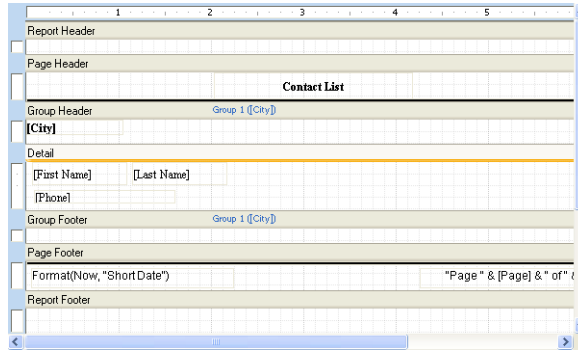 1 2 3 4 5
Report Header
Page Header
Contact List
Group Header Group 1 ([City])
[City]
Detail
[First Name] [Last Name]
[Phone]
Group Footer Group 1 ([City])
Page Footer
Format(Now, "Short Date") "Page " & [Page] & " of " &
Report Footer